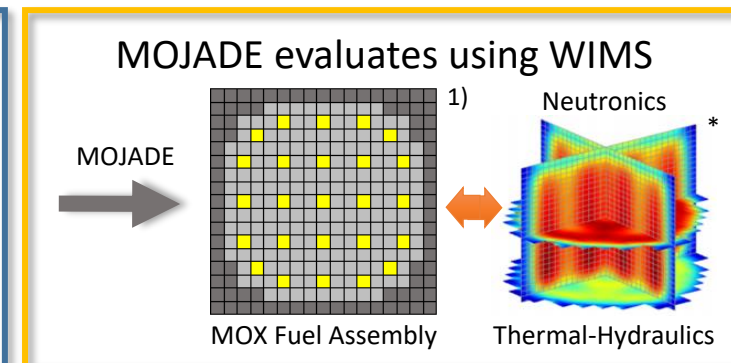 MOJADE evaluates using WIMS
1)
Neutronics
*
MOJADE
MOX Fuel Assembly
Thermal-Hydraulics